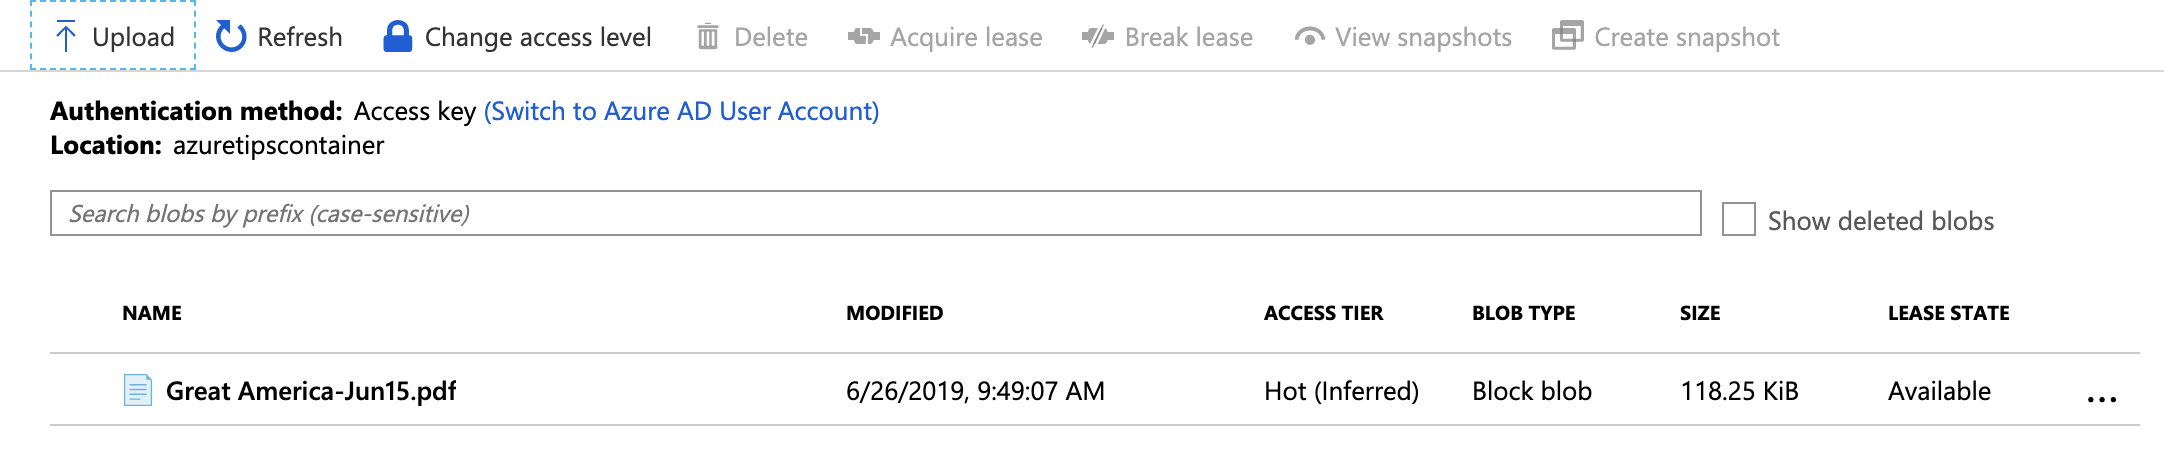 Upload Refresh Change access level Delete Acquire lease Break lease View snapshots Create snapshot
Authentication method: Access key (Switch to Azure AD User Account)
Location: azuretipscontainer
Search blobs by prefix (case-sensitive) Show deleted blobs
NAME MODIFIED ACCESS TIER BLOB TYPE SIZE LEASE STATE
Great America-Jun15.pdf 6/26/2019, 9:49:07 AM Hot (Inferred) Block blob 118.25 KiB Available ...